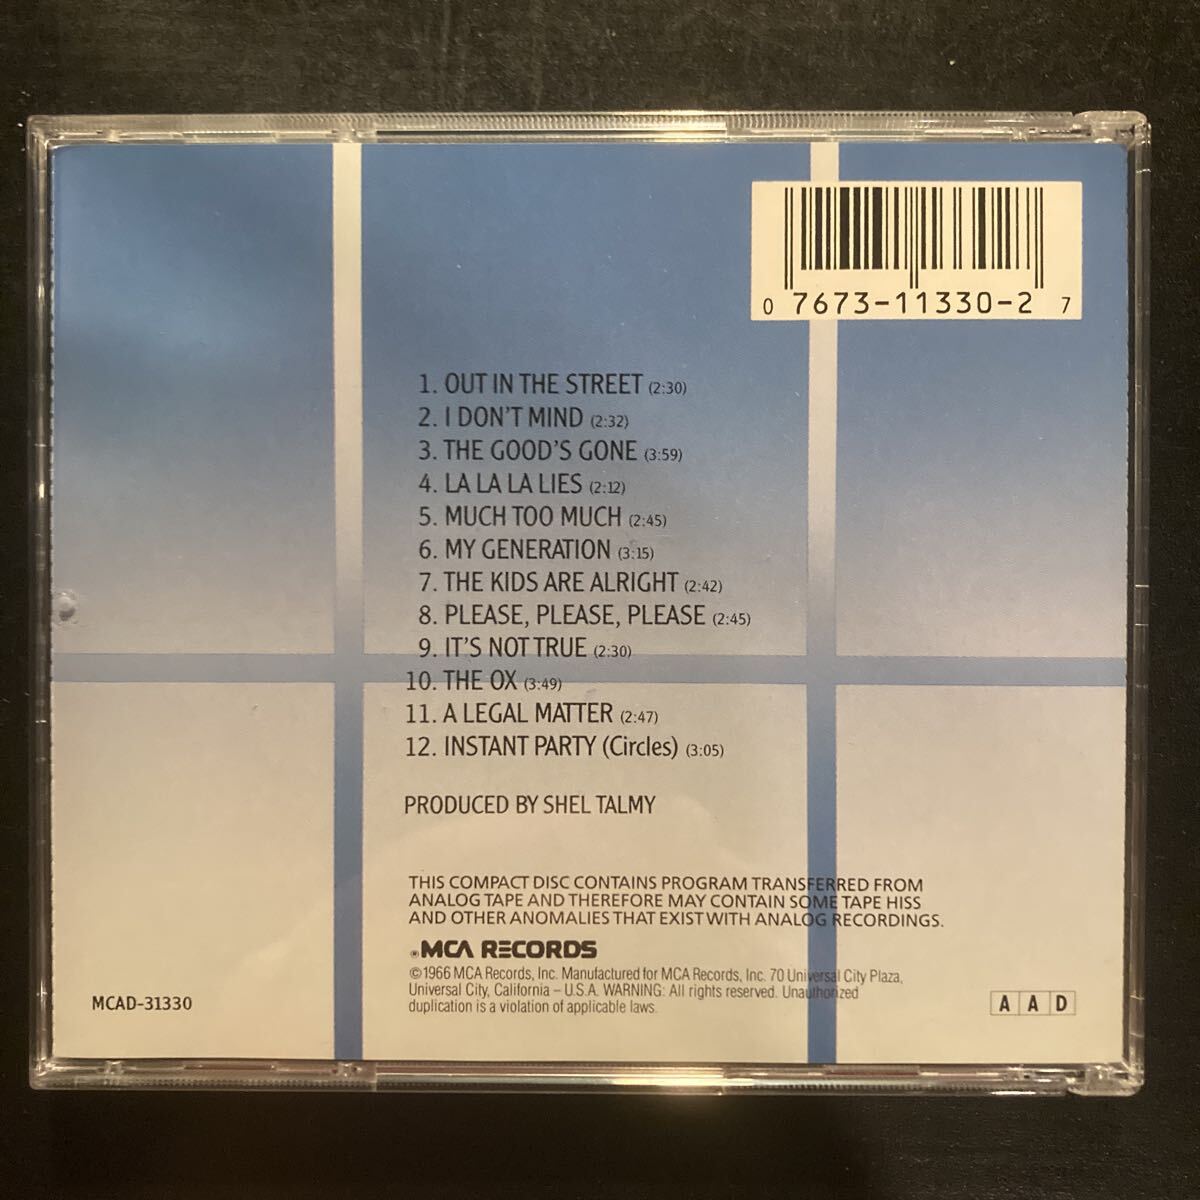 0 7673-11330-2 7
1. OUT IN THE STREET (2:30)
2. I DON'T MIND (2:32)
3. THE GOOD'S GONE (3:59)
4. LA LA LA LIES (2:12)
5. MUCH TOO MUCH (2:45)
6. MY GENERATION (3:15)
7. THE KIDS ARE ALRIGHT (2:42)
8. PLEASE, PLEASE, PLEASE (2:45)
9. IT'S NOT TRUE (2:30)
10. THE OX (3:49)
11. A LEGAL MATTER (2:47)
12. INSTANT PARTY (Circles) (3:05)
PRODUCED BY SHEL TALMY
THIS COMPACT DISC CONTAINS PROGRAM TRANSFERRED FROM
ANALOG TAPE AND THEREFORE MAY CONTAIN SOME TAPE HISS
AND OTHER ANOMALIES THAT EXIST WITH ANALOG RECORDINGS.
®MCA RECORDS
©1966 MCA Records, Inc. Manufactured for MCA Records, Inc. 70 Universal City Plaza,
Universal City, California – U.S.A. WARNING: All rights reserved. Unauthorized
duplication is a violation of applicable laws.
MCAD-31330
A A D